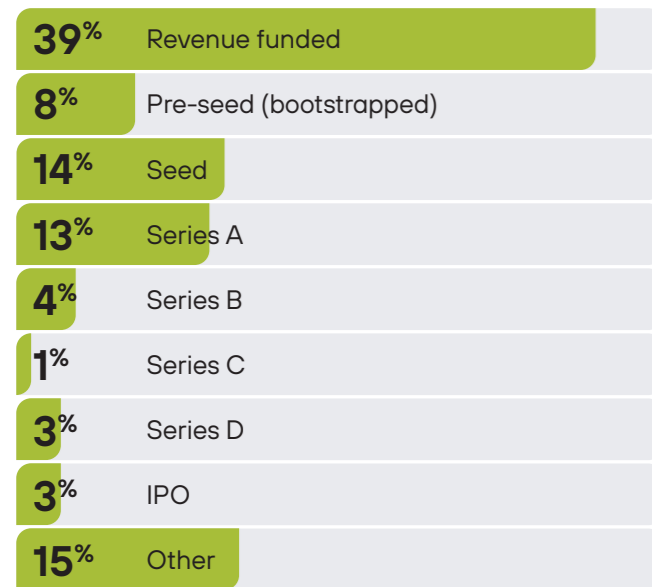 39% Revenue funded
8% Pre-seed (bootstrapped)
14% Seed
13% Series A
4% Series B
1% Series C
3% Series D
3% IPO
15% Other